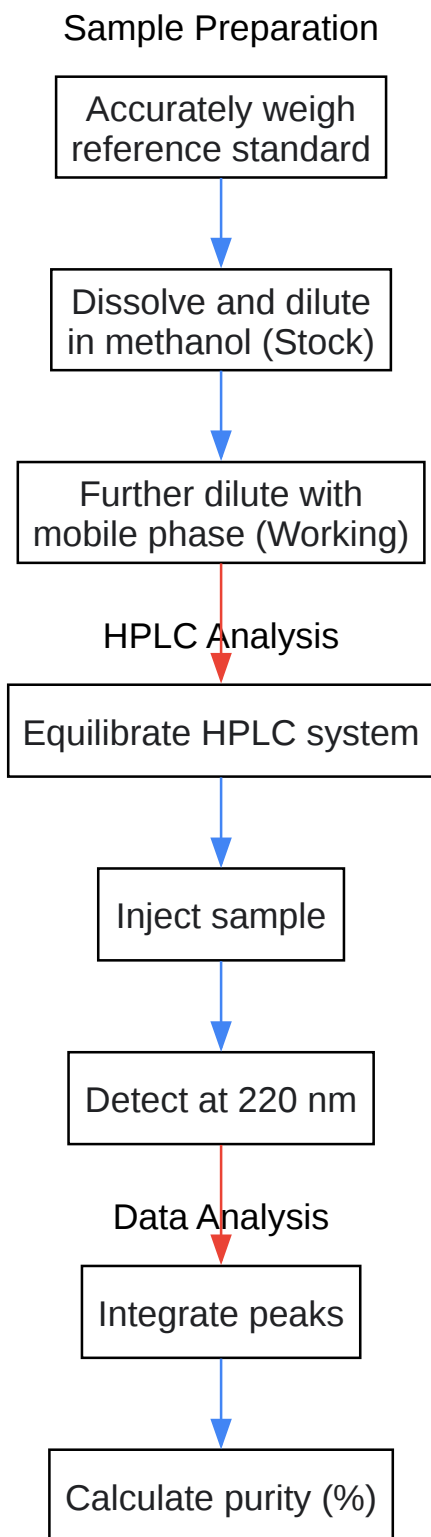 Sample Preparation
Accurately weigh
reference standard
Dissolve and dilute
in methanol (Stock)
Further dilute with
mobile phase (Working)
HPLC Analysis
Equilibrate HPLC system
Inject sample
Detect at 220 nm
Data Analysis
Integrate peaks
Calculate purity (%)